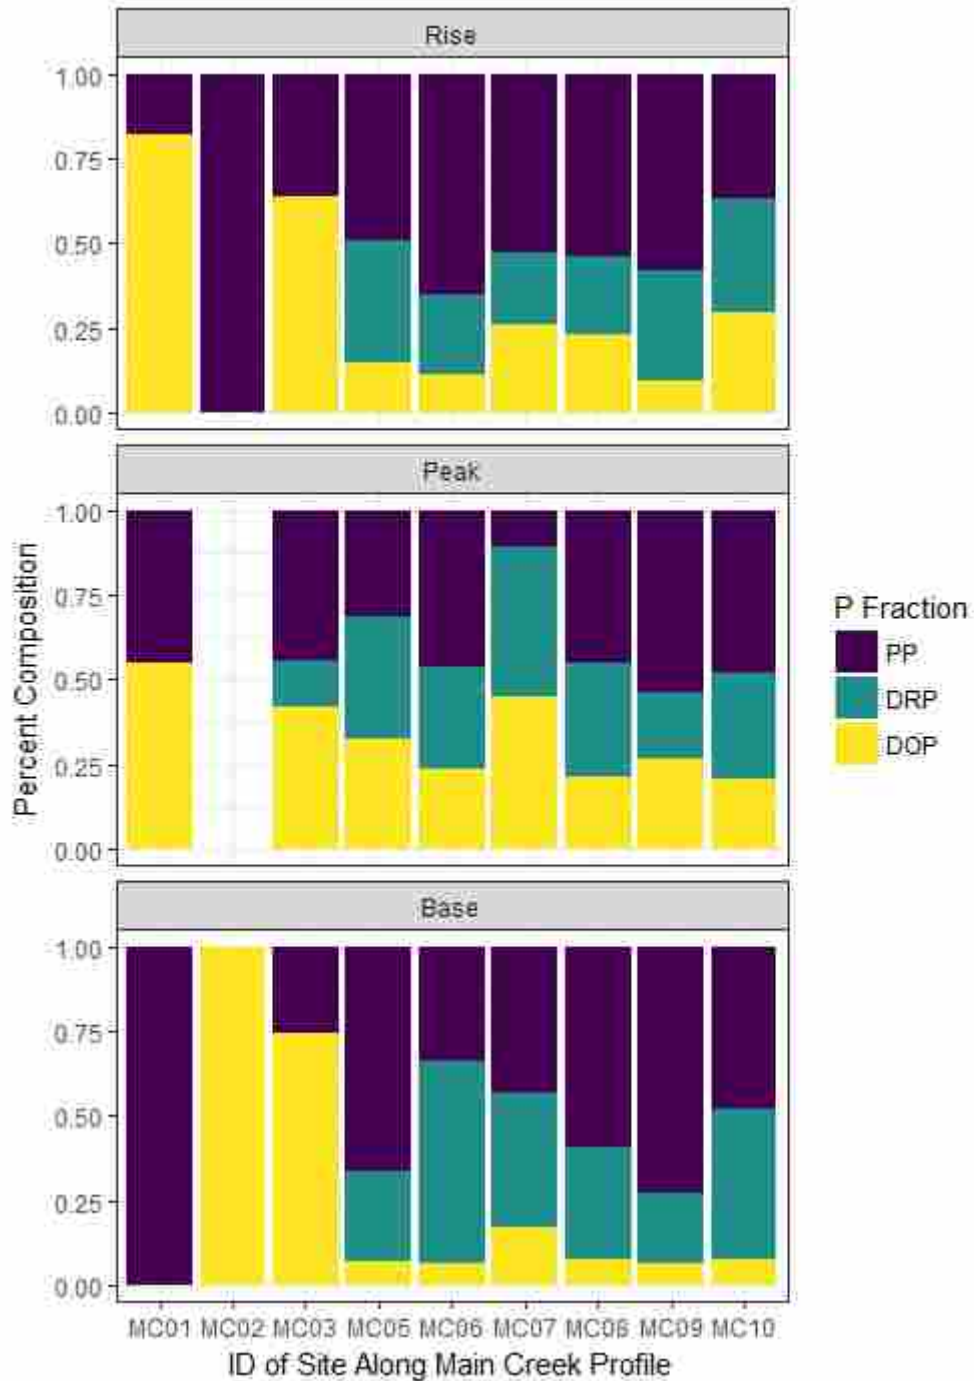 Rise
1.00
0.75
0.50
0.25
0.00
Peak
1.00
0.75
0.50
0.25
0.00
Percent Composition
Base
1.00
0.75
0.50
0.25
0.00
MC01 MC02 MC03 MC05 MC06 MC07 MC08 MC09 MC10
ID of Site Along Main Creek Profile
P Fraction
PP
DRP
DOP